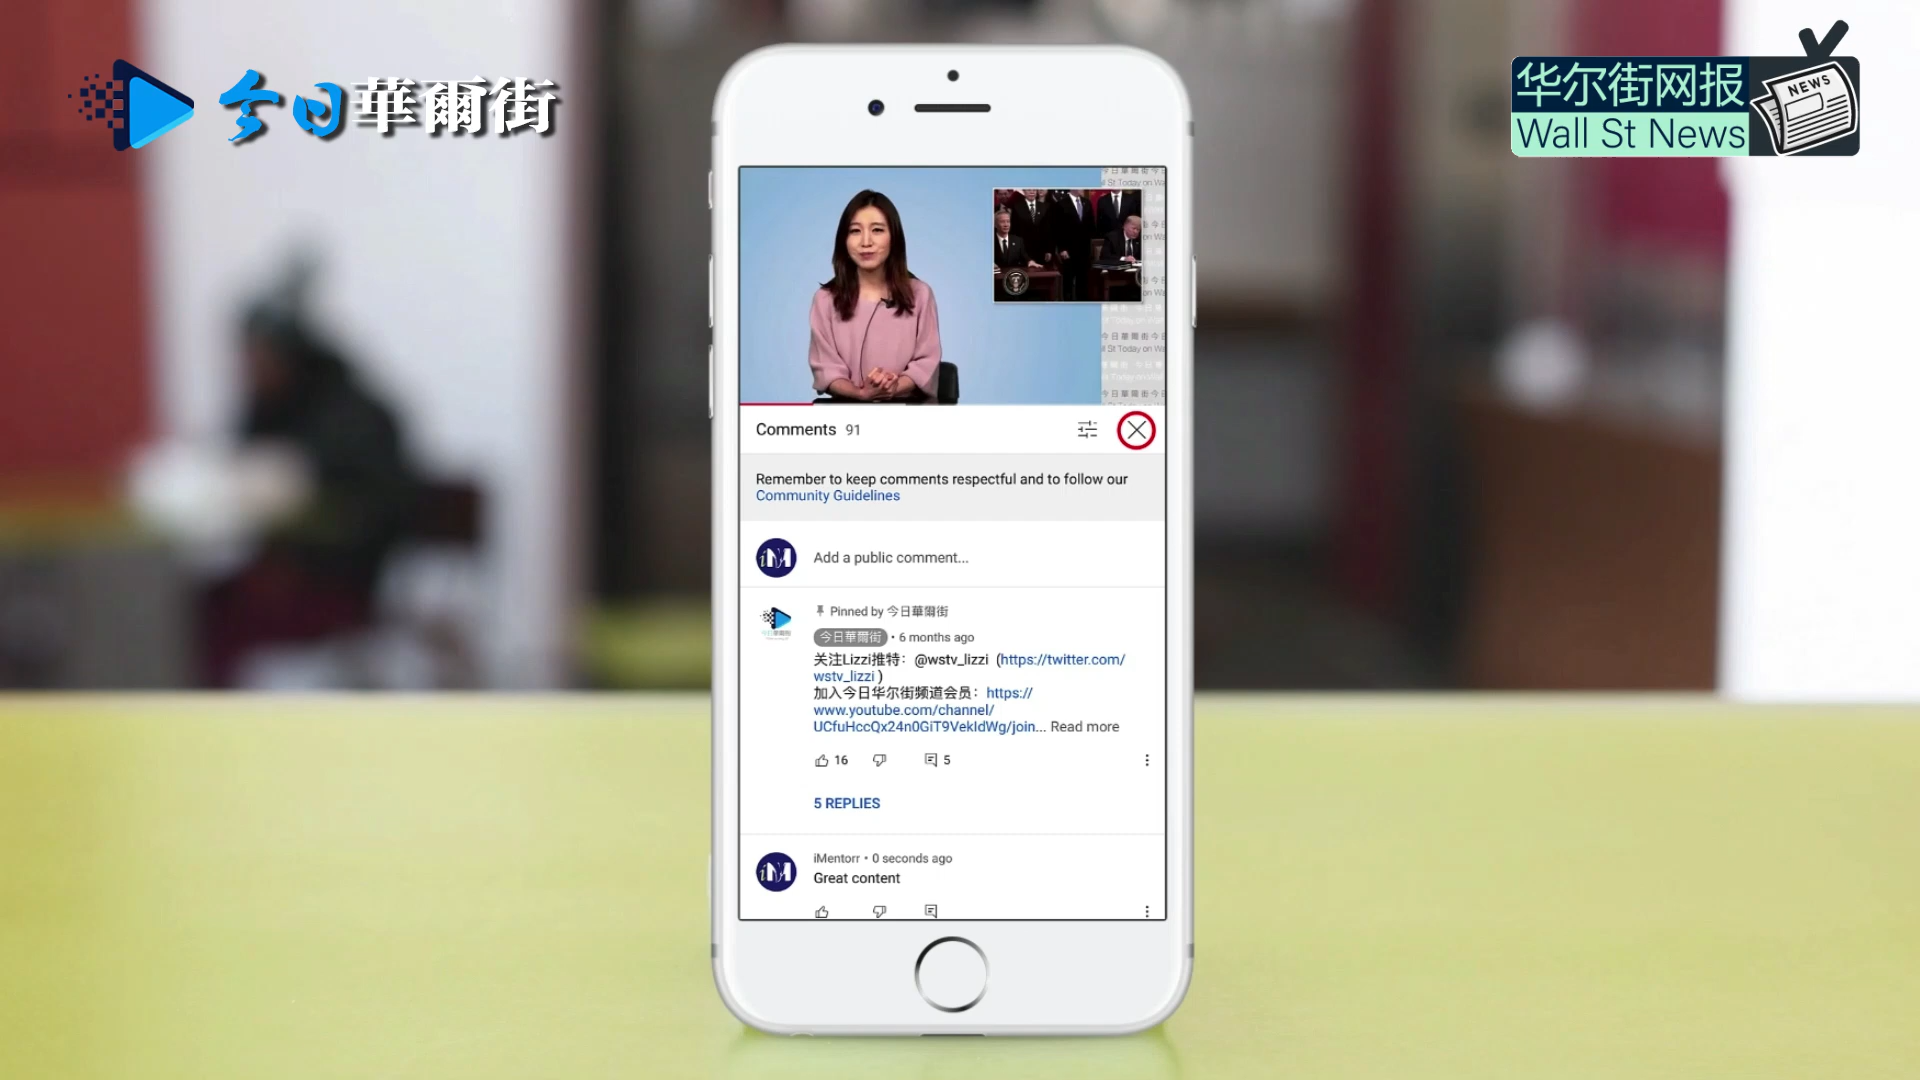 今日華爾街
华尔街网报
Wall St News
NEWS
Comments 91
Remember to keep comments respectful and to follow our
Community Guidelines
iM
Add a public comment...
Pinned by 今日華爾街
今日華爾街 • 6 months ago
关注Lizzi推特：@wstv_lizzi (https://twitter.com/
wstv_lizzi )
加入今日华尔街频道会员：https://
www.youtube.com/channel/
UCfuHccQx24n0GiT9VekIdWg/join... Read more
16
5
5 REPLIES
iM
iMentorr • 0 seconds ago
Great content